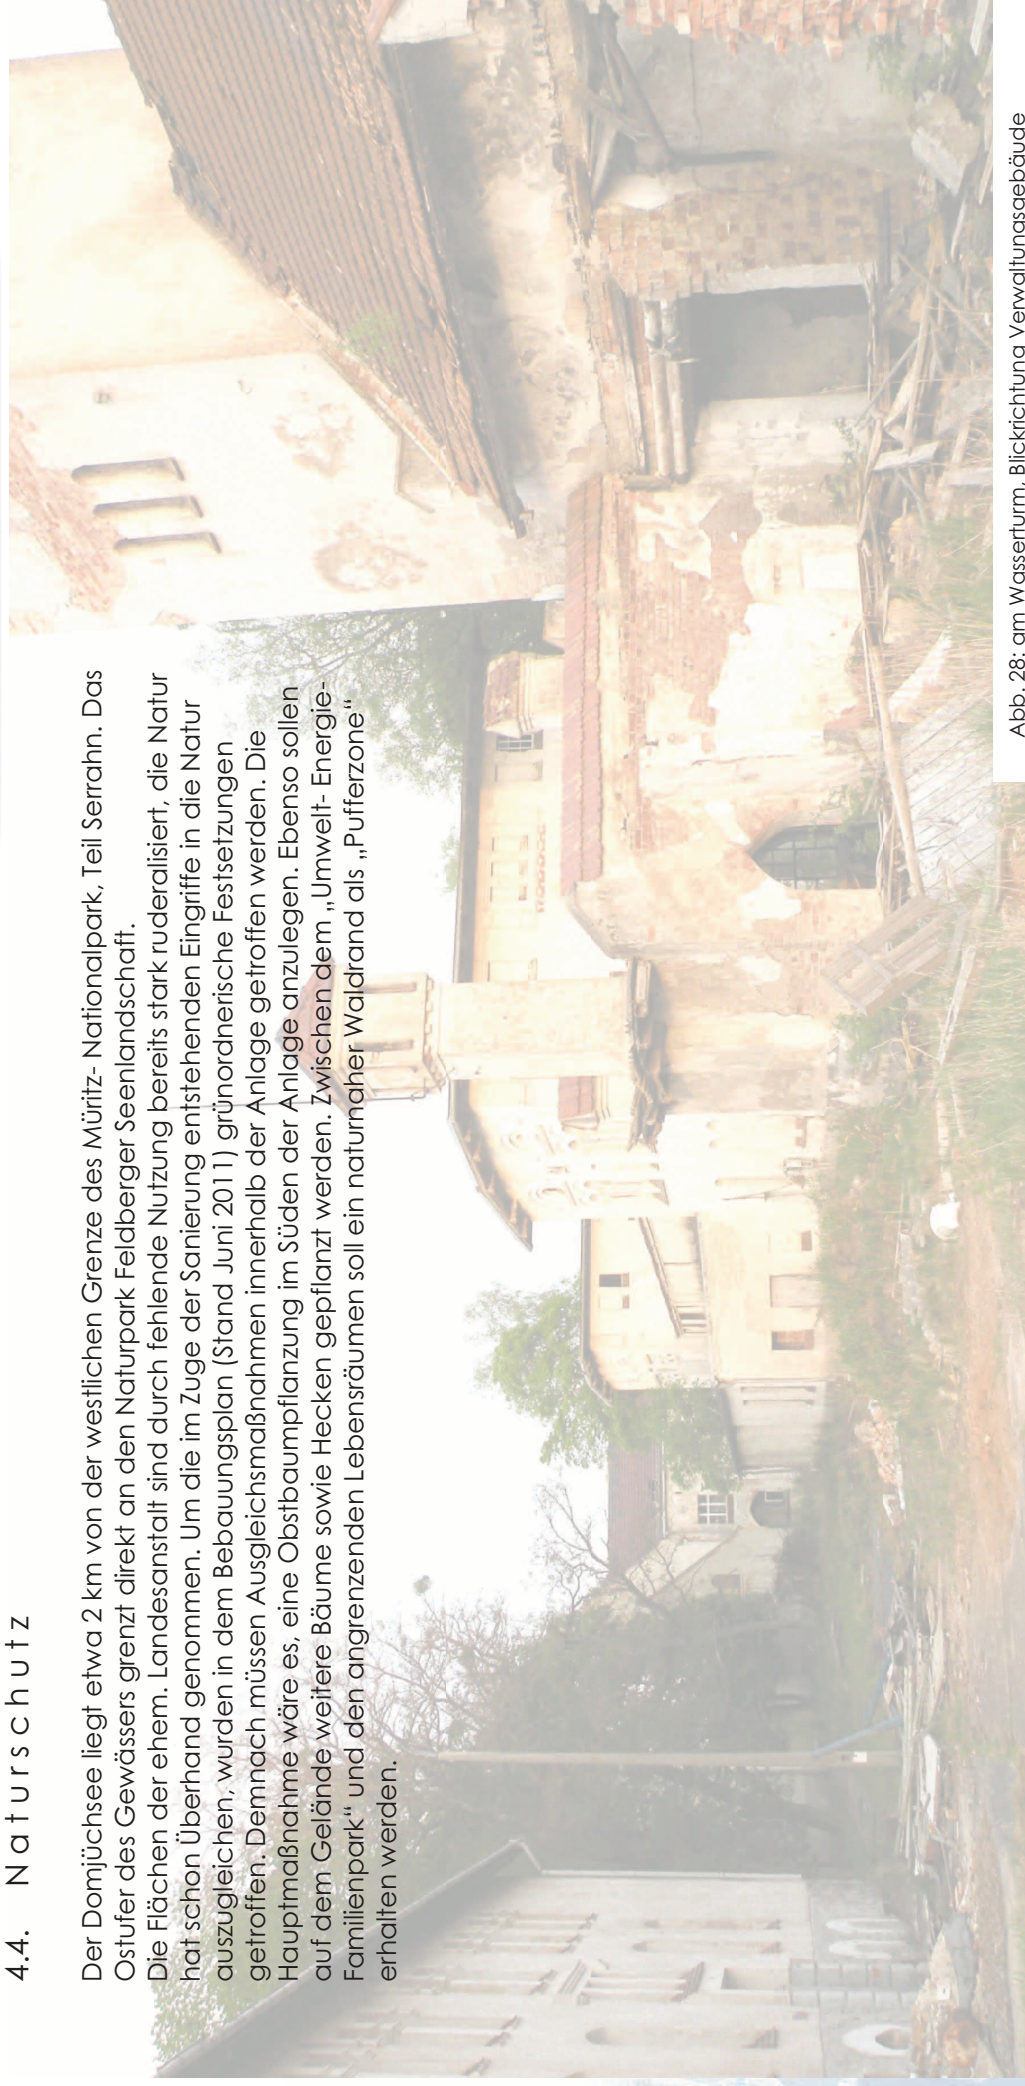 4.4. Naturschutz
Der Domjüchsee liegt etwa 2 km von der westlichen Grenze des Müritz- Nationalpark, Teil Serrahn. Das
Ostufer des Gewässers grenzt direkt an den Naturpark Feldberger Seenlandschaft.
Die Flächen der ehem. Landesanstalt sind durch fehlende Nutzung bereits stark ruderalisiert, die Natur
hat schon Überhand genommen. Um die im Zuge der Sanierung entstehenden Eingriffe in die Natur
auszugleichen, wurden in dem Bebauungsplan (Stand Juni 2011) grünordnerische Festsetzungen
getroffen. Demnach müssen Ausgleichsmaßnahmen innerhalb der Anlage getroffen werden. Die
Hauptmaßnahme wäre es, eine Obstbaumpflanzung im Süden der Anlage anzulegen. Ebenso sollen
auf dem Gelände weitere Bäume sowie Hecken gepflanzt werden. Zwischen dem „Umwelt- Energie-
Familienpark" und den angrenzenden Lebensräumen soll ein naturnaher Waldrand als „Pufferzone"
erhalten werden.
Abb. 28: am Wasserturm, Blickrichtung Verwaltungsgebäude